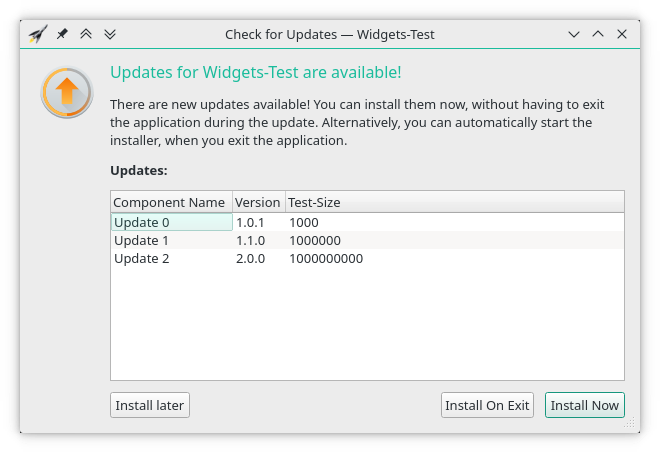 Check for Updates — Widgets-Test
Updates for Widgets-Test are available!
There are new updates available! You can install them now, without having to exit
the application during the update. Alternatively, you can automatically start the
installer, when you exit the application.
Updates:
Component Name Version Test-Size
Update 0 1.0.1 1000
Update 1 1.1.0 1000000
Update 2 2.0.0 1000000000
Install later Install On Exit Install Now